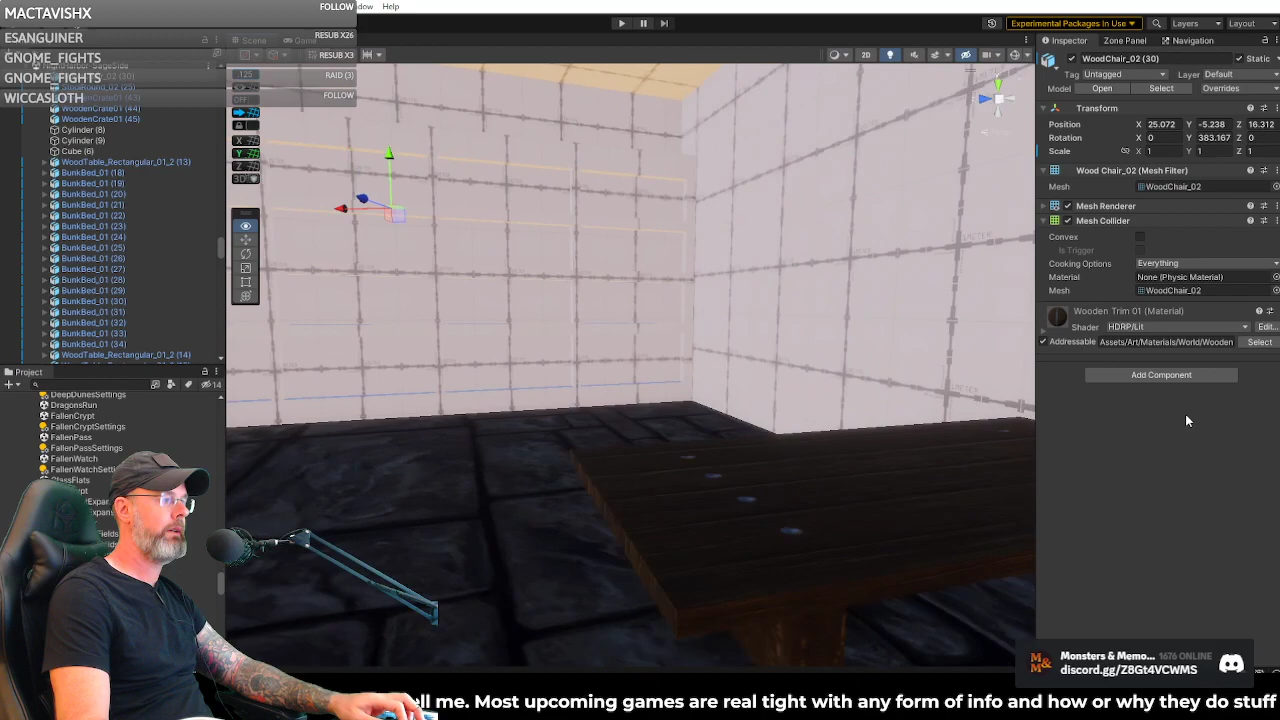 MACTAVISHX
FOLLOW
ESANGUINER
RESUB X26
GNOME_FIGHTS
RESUB X3
GNOME_FIGHTS
RAID (3)
WICCASLOTH
FOLLOW
Help
Experimental Packages In Use
Layers
Layout
Scene
Inspector
Zone Panel
Navigation
2D
125
OFF
X
Y
Z
3D
WoodenCrate01 (44)
WoodenCrate01 (45)
Cylinder (8)
Cylinder (9)
Cube (6)
WoodTable_Rectangular_01_2 (13)
BunkBed_01 (18)
BunkBed_01 (19)
BunkBed_01 (20)
BunkBed_01 (21)
BunkBed_01 (22)
BunkBed_01 (23)
BunkBed_01 (24)
BunkBed_01 (25)
BunkBed_01 (26)
BunkBed_01 (27)
BunkBed_01 (28)
BunkBed_01 (29)
BunkBed_01 (30)
BunkBed_01 (31)
BunkBed_01 (32)
BunkBed_01 (33)
BunkBed_01 (34)
WoodTable_Rectangular_01_2 (14)
Project
14
DeepDunesSettings
DragonsRun
FallenCrypt
FallenCryptSettings
FallenPass
FallenPassSettings
FallenWatch
WoodChair_02 (30)
Static
Tag Untagged
Layer Default
Model Open Select Overrides
Transform
Position X 25.072 Y -5.238 Z 16.312
Rotation X 0 Y 383.167 Z 0
Scale X 1 Y 1 Z 1
Wood Chair_02 (Mesh Filter)
Mesh WoodChair_02
Mesh Renderer
Mesh Collider
Convex
Is Trigger
Cooking Options Everything
Material None (Physic Material)
Mesh WoodChair_02
Wooden Trim 01 (Material)
Shader HDRP/Lit Edit...
Addressable Assets/Art/Materials/World/Wooden Select
Add Component
Monsters & Memo... 1676 ONLINE
discord.gg/Z8Gt4VCWMS
ell me. Most upcoming games are real tight with any form of info and how or why they do stuff